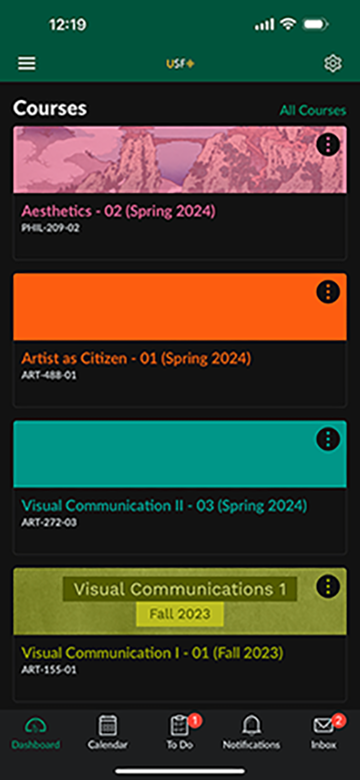 12:19
USF
Courses
All Courses
Aesthetics - 02 (Spring 2024)
PHIL-209-02
Artist as Citizen - 01 (Spring 2024)
ART-488-01
Visual Communication II - 03 (Spring 2024)
ART-272-03
Visual Communications 1
Fall 2023
Visual Communication I - 01 (Fall 2023)
ART-155-01
1
2
Dashboard
Calendar
To Do
Notifications
Inbox